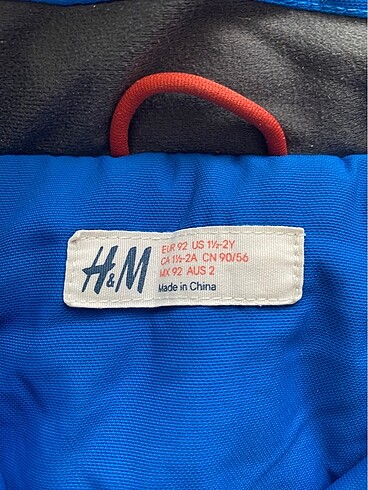 H&M
EUR 92 US 1½-2Y
CA 1½-2A CN 90/56
MX 92 AUS 2
Made in China